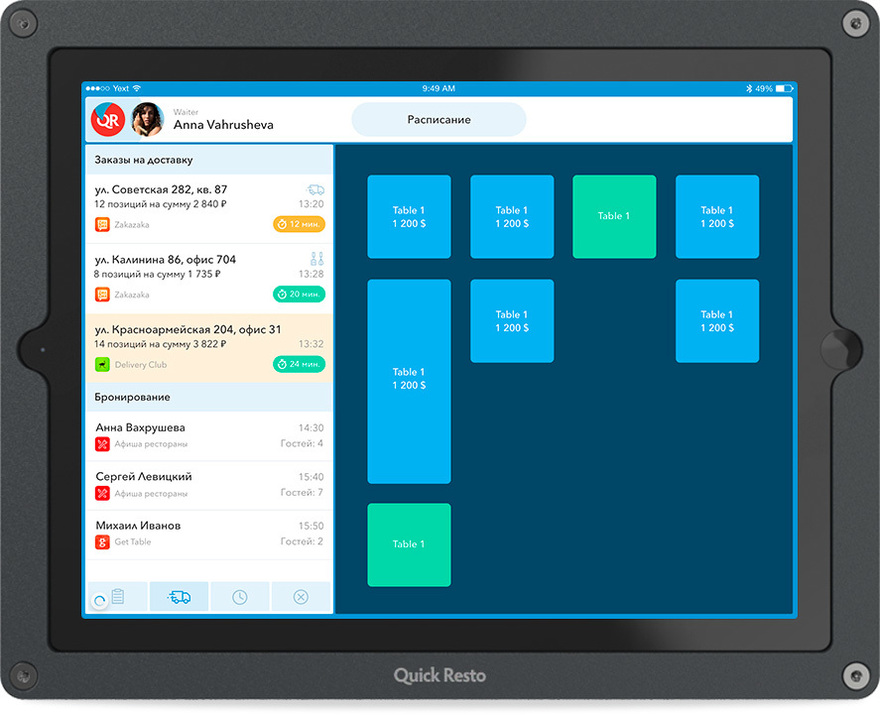 Yext
9:49 AM
49%
QR
Waiter
Anna Vahrusheva
Расписание
Заказы на доставку
ул. Советская 282, кв. 87
12 позиций на сумму 2 840 ₽
13:20
Zakazaka
12 мин.
ул. Калинина 86, офис 704
8 позиций на сумму 1 735 ₽
13:28
Zakazaka
20 мин.
ул. Красноармейская 204, офис 31
14 позиций на сумму 3 822 ₽
13:32
Delivery Club
24 мин.
Бронирование
Анна Вахрушева
14:30
Афиша рестораны
Гостей: 4
Сергей Левицкий
15:40
Афиша рестораны
Гостей: 7
Михаил Иванов
15:50
Get Table
Гостей: 2
Table 1
1 200 $
Table 1
1 200 $
Table 1
Table 1
1 200 $
Table 1
1 200 $
Table 1
1 200 $
Table 1
1 200 $
Table 1
Quick Resto